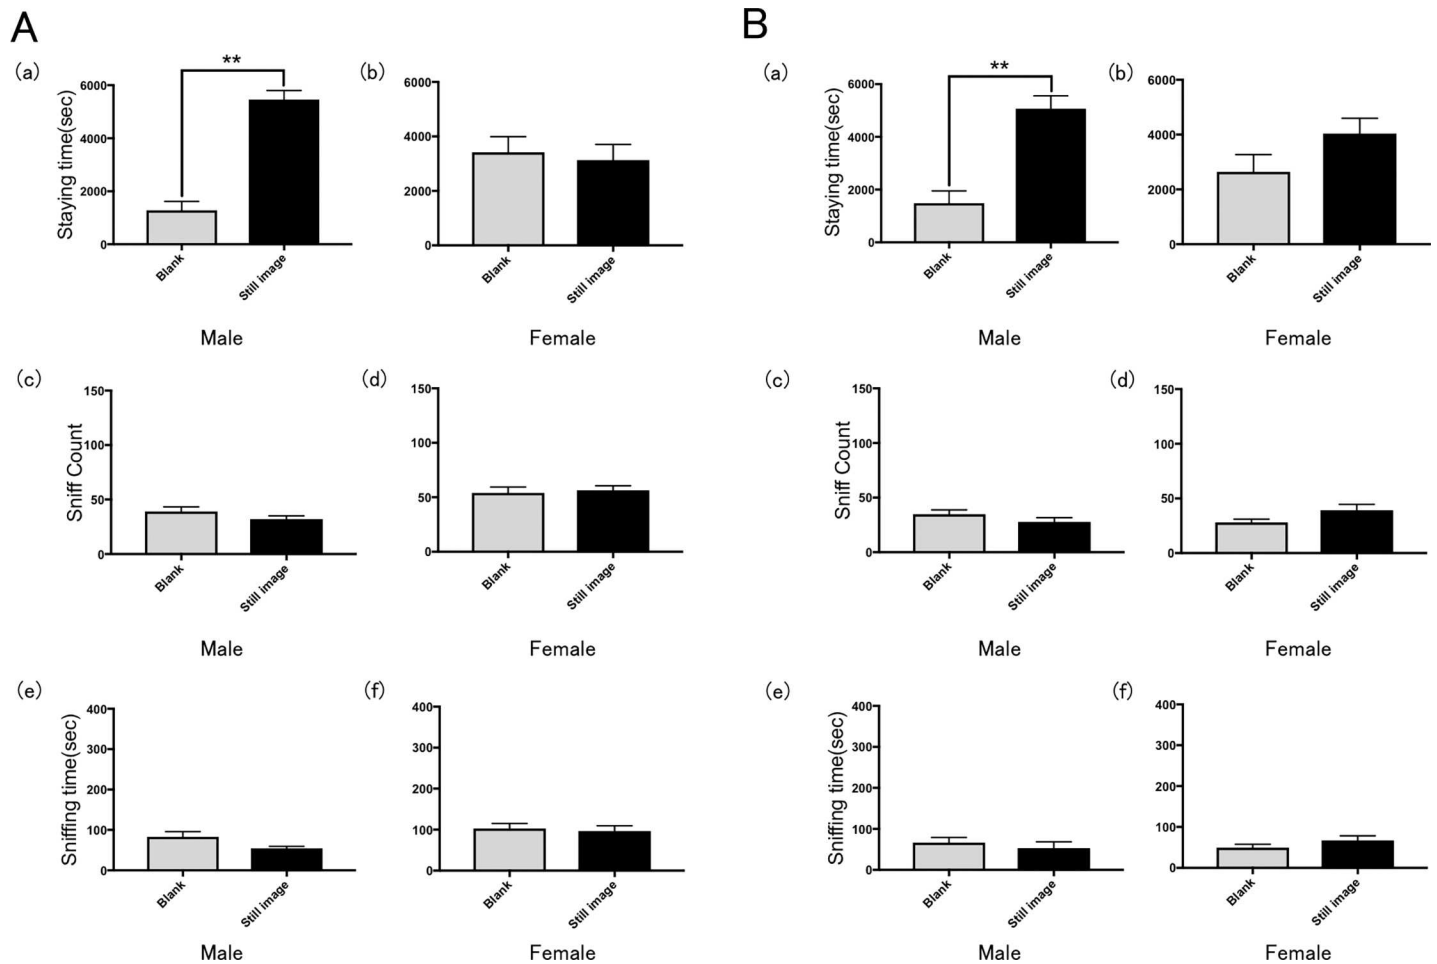 A
B
(a)
**
Staying time(sec)
6000
4000
2000
0
Blank
Still image
Male
(b)
6000
4000
2000
0
Blank
Still image
Female
(a)
**
Staying time(sec)
6000
4000
2000
0
Blank
Still image
Male
(b)
6000
4000
2000
0
Blank
Still image
Female
(c)
Sniff Count
150
100
50
0
Blank
Still image
Male
(d)
150
100
50
0
Blank
Still image
Female
(c)
Sniff Count
150
100
50
0
Blank
Still image
Male
(d)
150
100
50
0
Blank
Still image
Female
(e)
Sniffing time(sec)
400
300
200
100
0
Blank
Still image
Male
(f)
400
300
200
100
0
Blank
Still image
Female
(e)
Sniffing time(sec)
400
300
200
100
0
Blank
Still image
Male
(f)
400
300
200
100
0
Blank
Still image
Female